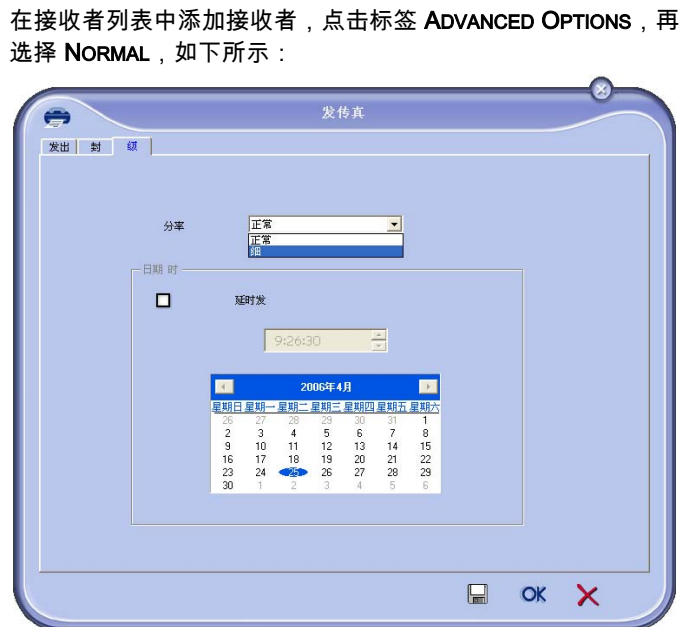 在接收者列表中添加接收者，点击标签 ADVANCED OPTIONS，再
选择 NORMAL，如下所示：
发传真
发出 封 级
分率 正常
正常
细
日期 时
延时发
9:26:30
2006年4月
星期日 星期一 星期二 星期三 星期四 星期五 星期六
26 27 28 29 30 31 1
2 3 4 5 6 7 8
9 10 11 12 13 14 15
16 17 18 19 20 21 22
23 24 25 26 27 28 29
30 1 2 3 4 5 6
OK